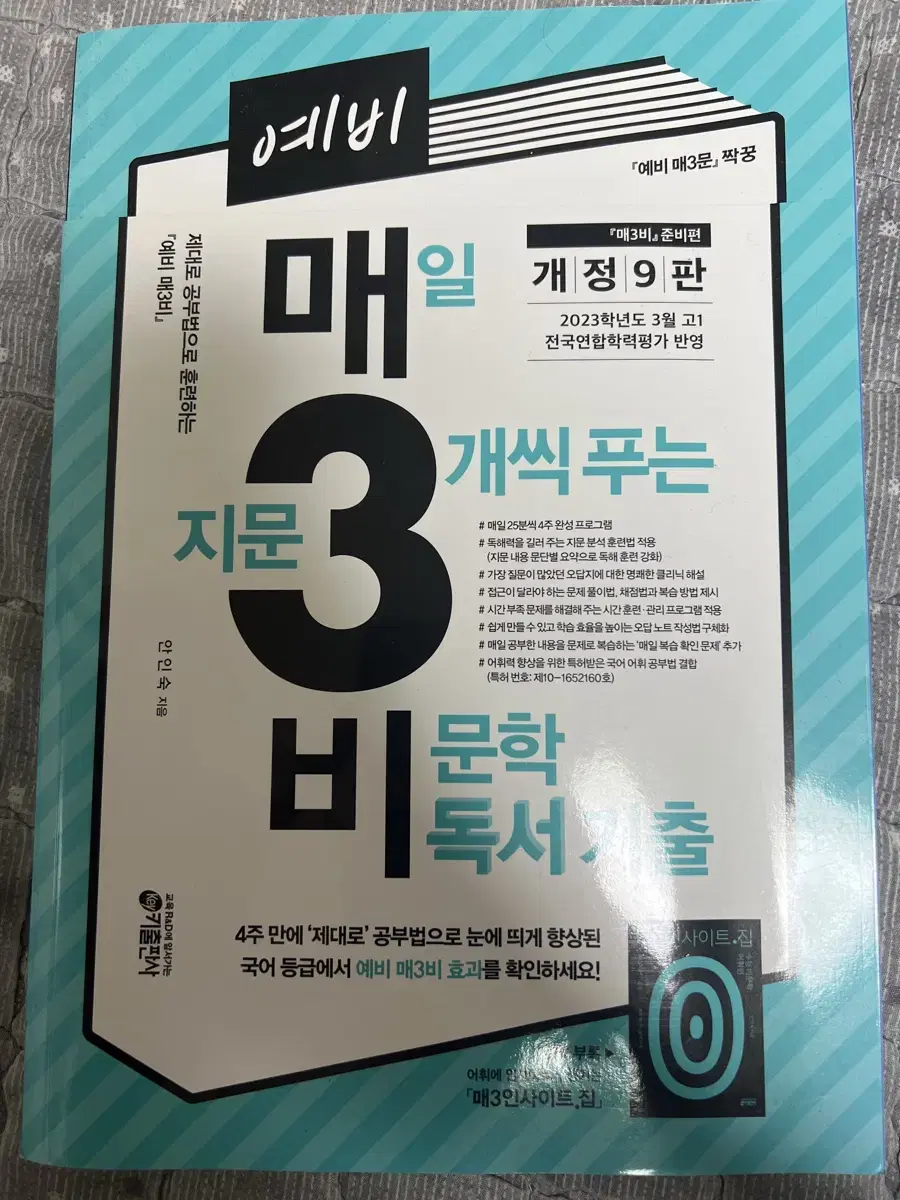 예비
『예비 매3문』 짝꿍
제대로 공부법으로 훈련하는
『예비 매3비』
매일
『매3비』 준비편
개정9판
2023학년도 3월 고1
전국연합학력평가 반영
지문 3개씩 푸는
# 매일 25분씩 4주 완성 프로그램
# 독해력을 길러 주는 지문 분석 훈련법 적용
(지문 내용 문단별 요약으로 독해 훈련 강화)
# 가장 질문이 많았던 오답지에 대한 명쾌한 클리닉 해설
# 접근이 달라야 하는 문제 풀이법, 채점법과 복습 방법 제시
# 시간 부족 문제를 해결해 주는 시간 훈련·관리 프로그램 적용
# 쉽게 만들 수 있고 학습 효율을 높이는 오답 노트 작성법 구체화
# 매일 공부한 내용을 문제로 복습하는 '매일 복습 확인 문제' 추가
# 어휘력 향상을 위한 특허받은 국어 어휘 공부법 결합
(특허 번호: 제10-1652160호)
안인숙 지음
비문학
독서 기출
교육 R&D에 앞서가는
Key 키출판사
4주 만에 '제대로' 공부법으로 눈에 띄게 향상된
국어 등급에서 예비 매3비 효과를 확인하세요!
인사이트.집
부록 ▶
어휘에
「매3인사이트.집」